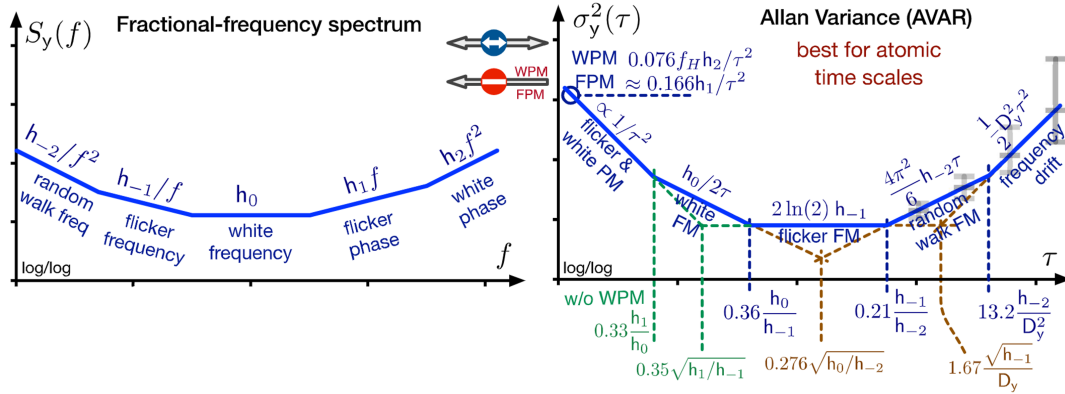 S_y(f)
Fractional-frequency spectrum
h_{-2}/f^2
random
walk freq
h_{-1}/f
flicker
frequency
h_0
white
frequency
h_1 f
flicker
phase
h_2 f^2
white
phase
log/log
f
WPM
FPM
σ_y^2(τ)
Allan Variance (AVAR)
best for atomic
time scales
WPM 0.076 f_H h_2/τ^2
FPM ≈ 0.166h_1/τ^2
∝ 1/τ^2
flicker &
white PM
h_0/2τ
white
FM
2 ln(2) h_{-1}
flicker FM
4π^2/6 h_{-2}τ
random
walk FM
1/2 D_y^2 τ^2
frequency
drift
log/log
τ
w/o WPM
0.33 h_1/h_0
0.35√(h_1/h_{-1})
0.36 h_0/h_{-1}
0.276√(h_0/h_{-2})
0.21 h_{-1}/h_{-2}
1.67 √(h_{-1})/D_y
13.2 h_{-2}/D_y^2